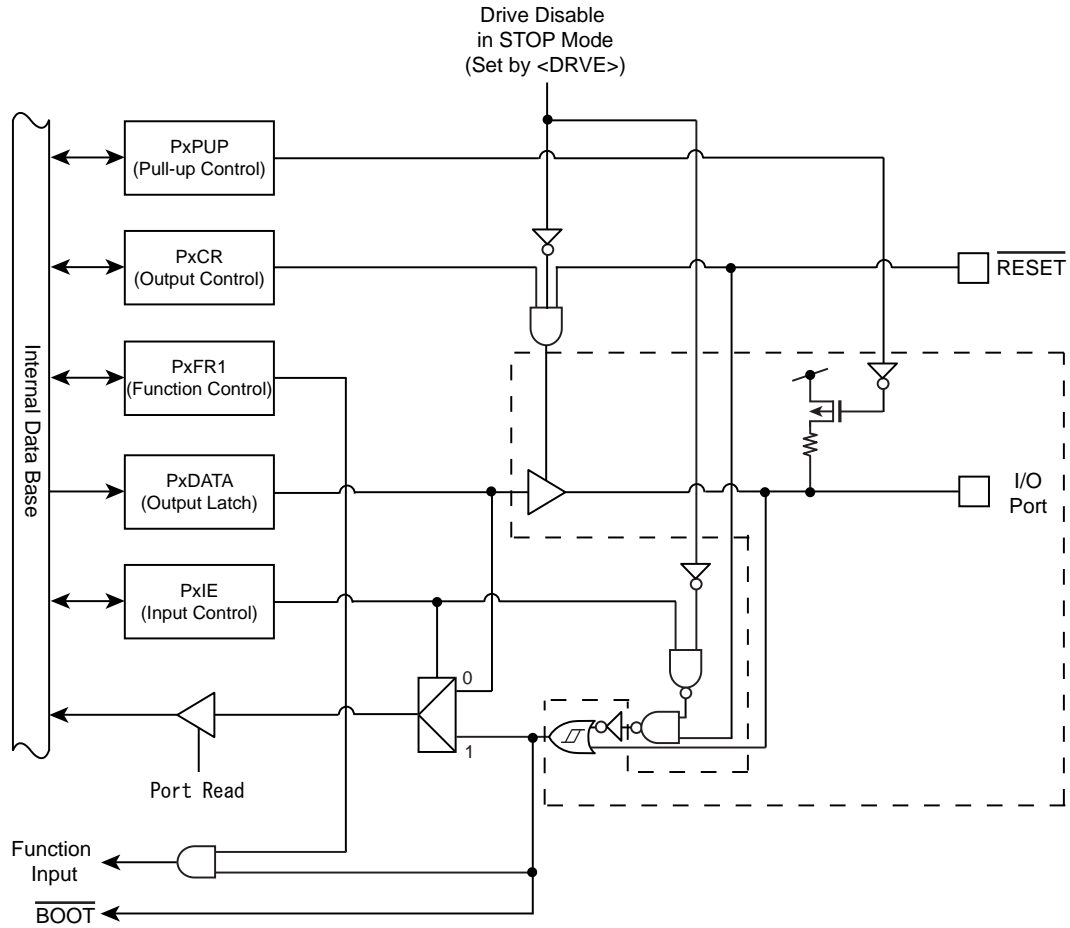 Drive Disable
in STOP Mode
(Set by <DRVE>)
PxPUP
(Pull-up Control)
PxCR
(Output Control)
RESET
PxFR1
(Function Control)
Internal Data Base
PxDATA
(Output Latch)
I/O
Port
PxIE
(Input Control)
0
1
Port Read
Function
Input
BOOT